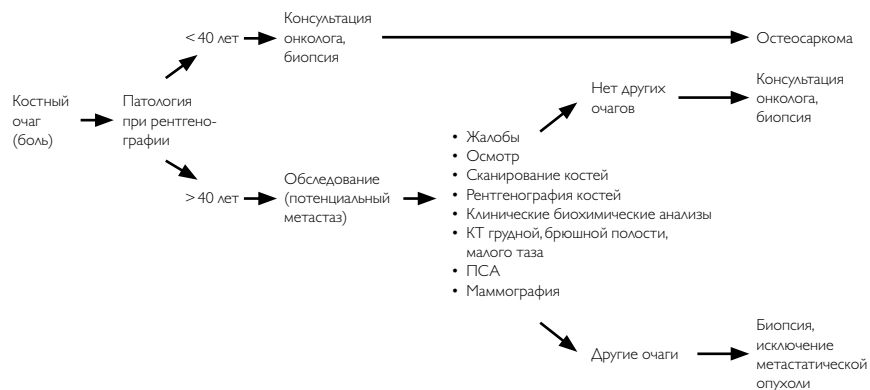 Костный
очаг
(боль)
Патология
при рентгено-
графии
< 40 лет
Консультация
онколога,
биопсия
Остеосаркома
> 40 лет
Обследование
(потенциальный
метастаз)
• Жалобы
• Осмотр
• Сканирование костей
• Рентгенография костей
• Клинические биохимические анализы
• КТ грудной, брюшной полости,
малого таза
• ПСА
• Маммография
Нет других
очагов
Консультация
онколога,
биопсия
Другие очаги
Биопсия,
исключение
метастатической
опухоли